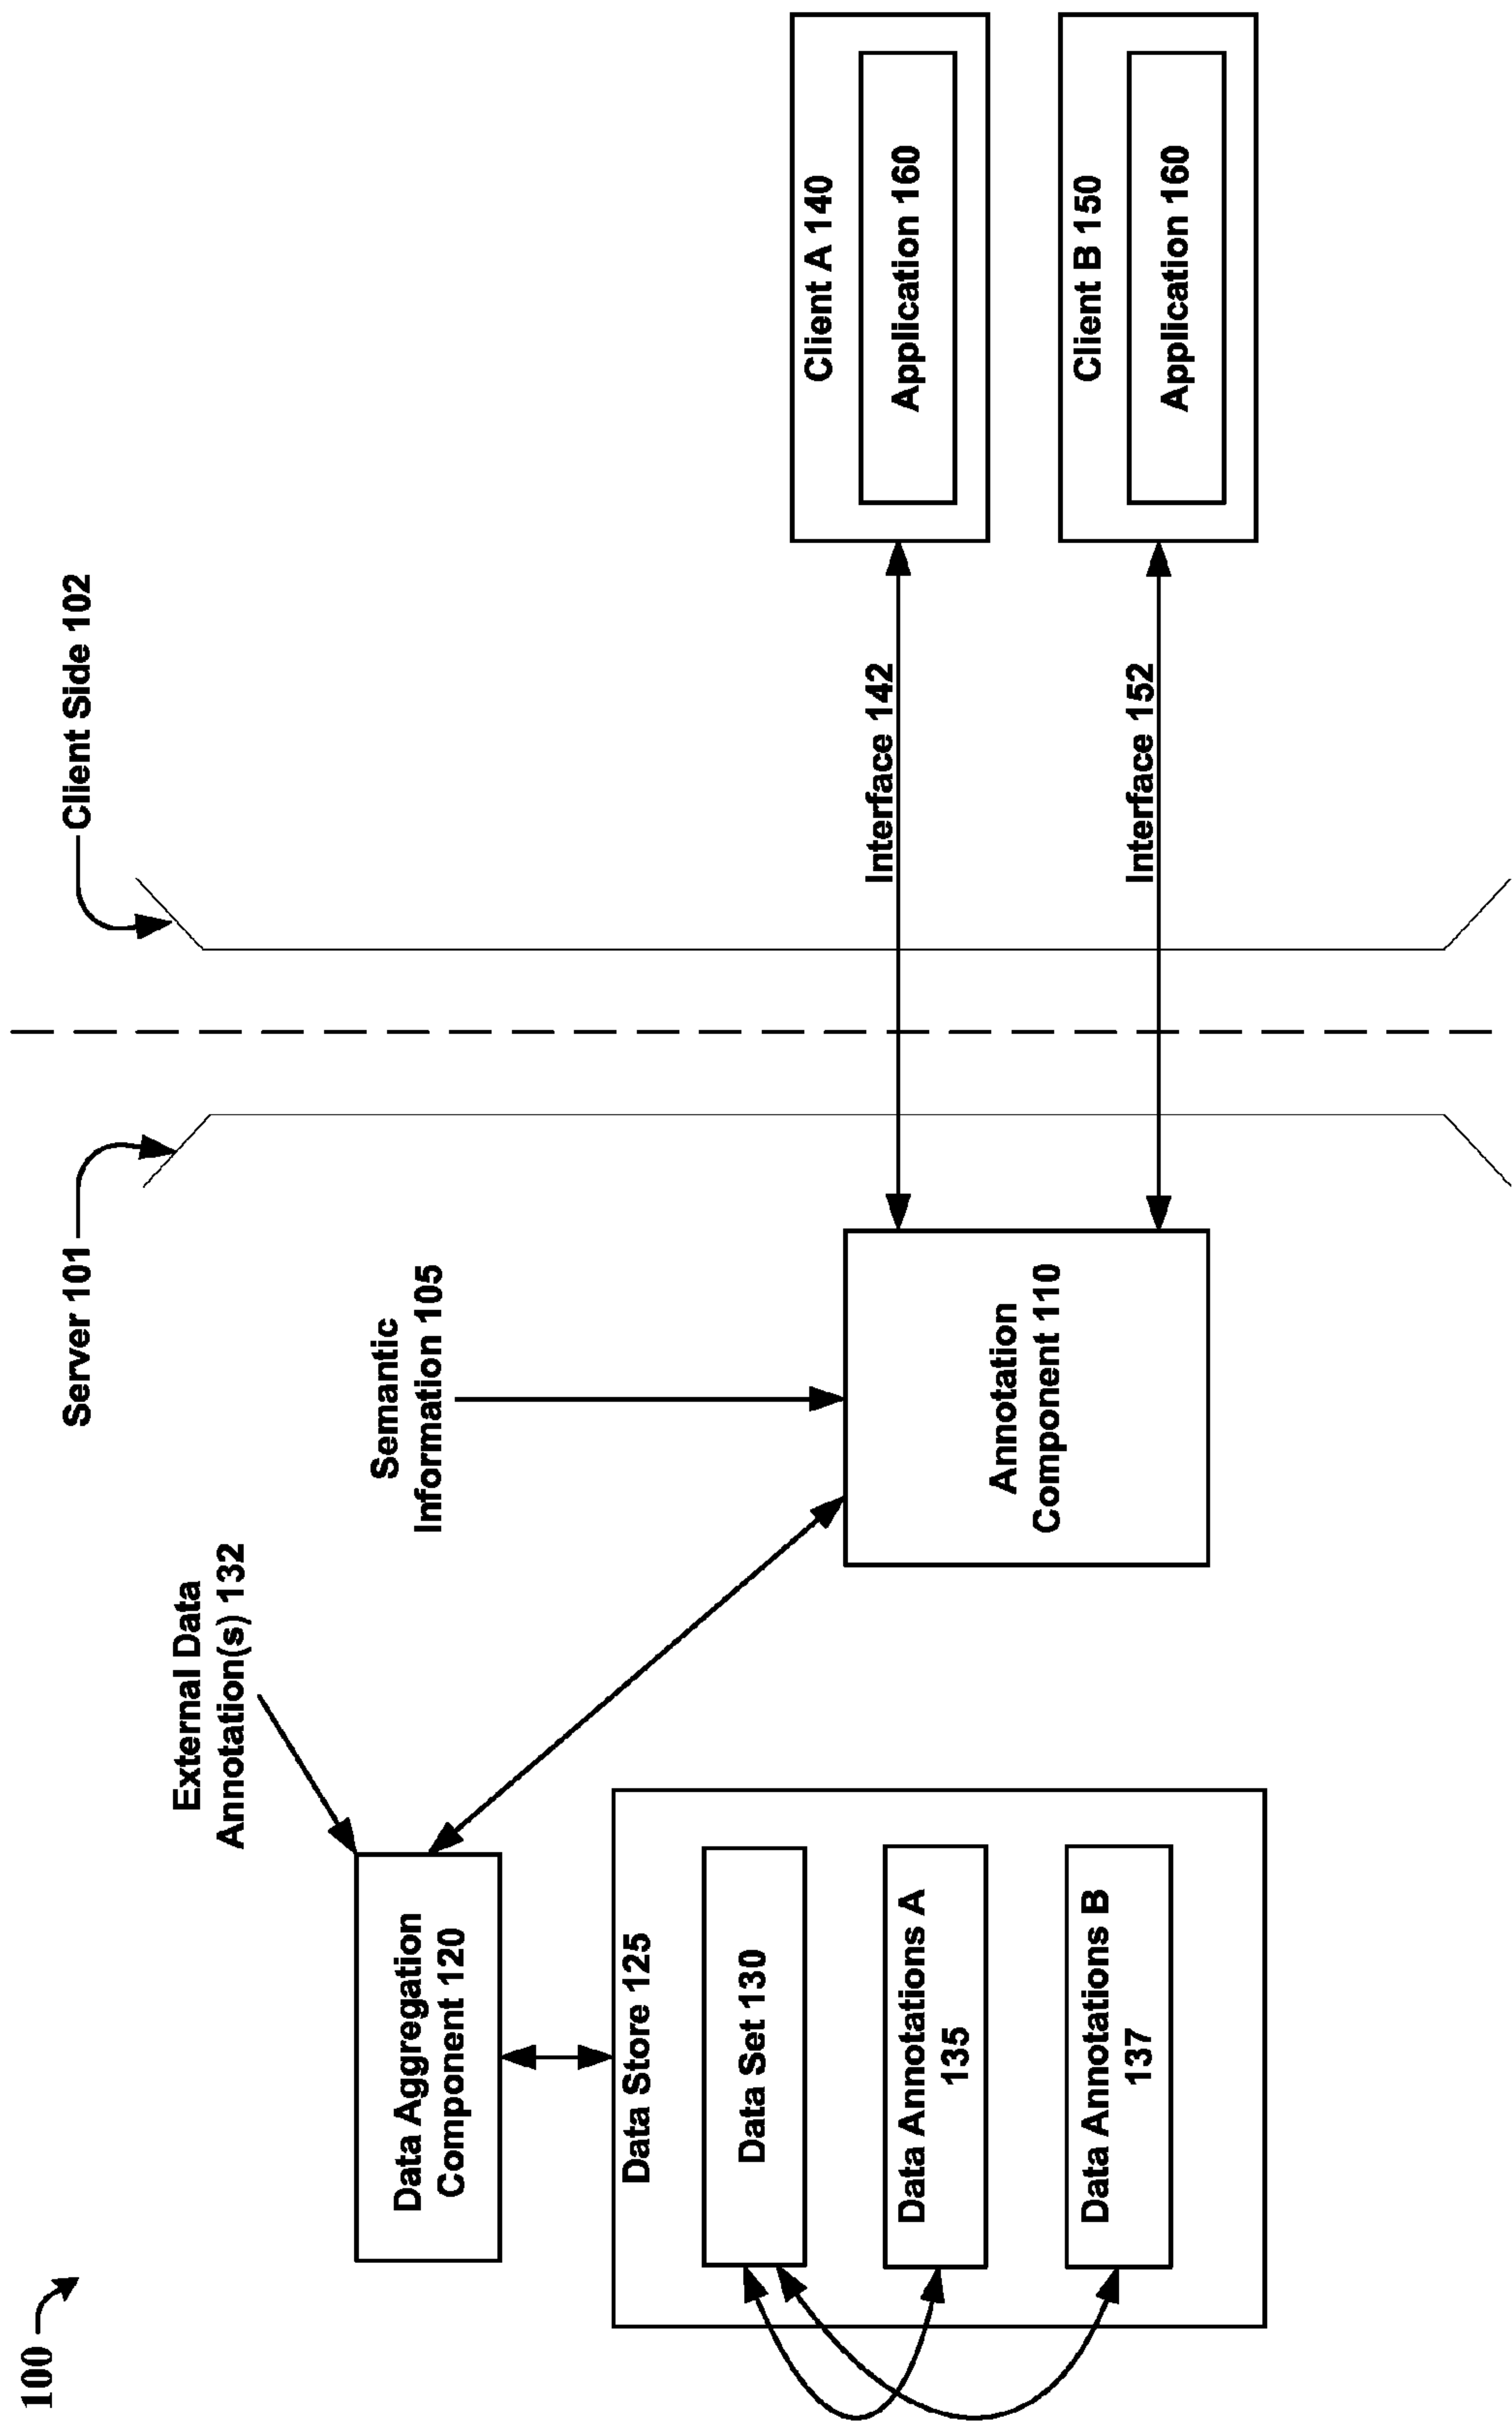 100
Server 101
Client Side 102
External Data
Annotation(s) 132
Semantic
Information 105
Data Aggregation
Component 120
Data Store 125
Data Set 130
Data Annotations A
135
Data Annotations B
137
Annotation
Component 110
Interface 142
Interface 152
Client A 140
Application 160
Client B 150
Application 160